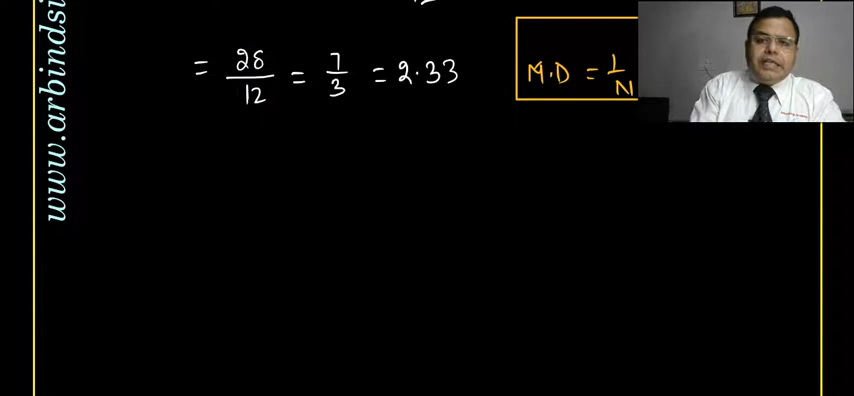 = 28/12 = 7/3 = 2.33
M.D = 1/N
www.arbindsi